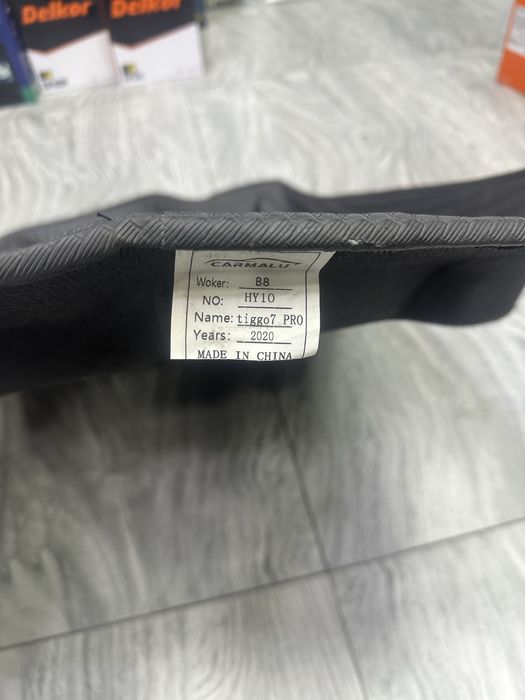 Delkor
Delkor
CARMALU
Woker: B8
NO: HY10
Name: tiggo7 PRO
Years: 2020
MADE IN CHINA